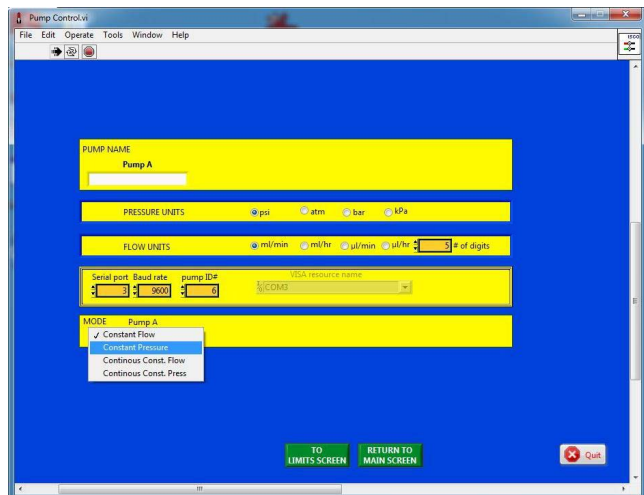 Pump Control.vi
File Edit Operate Tools Window Help
ISCO
PUMP NAME
Pump A
PRESSURE UNITS psi atm bar kPa
FLOW UNITS ml/min ml/hr µl/min µl/hr 5 # of digits
Serial port Baud rate pump ID# VISA resource name
3 9600 6 COM3
MODE Pump A
✓ Constant Flow
Constant Pressure
Continous Const. Flow
Continous Const. Press
TO LIMITS SCREEN
RETURN TO MAIN SCREEN
Quit